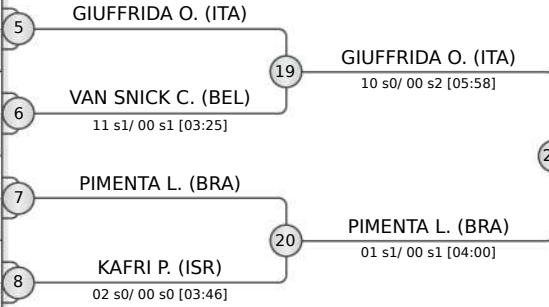 GIUFFRIDA O. (ITA)
5
19
GIUFFRIDA O. (ITA)
10 s0/ 00 s2 [05:58]
VAN SNICK C. (BEL)
6
11 s1/ 00 s1 [03:25]
PIMENTA L. (BRA)
7
20
PIMENTA L. (BRA)
01 s1/ 00 s1 [04:00]
KAFRI P. (ISR)
8
02 s0/ 00 s0 [03:46]